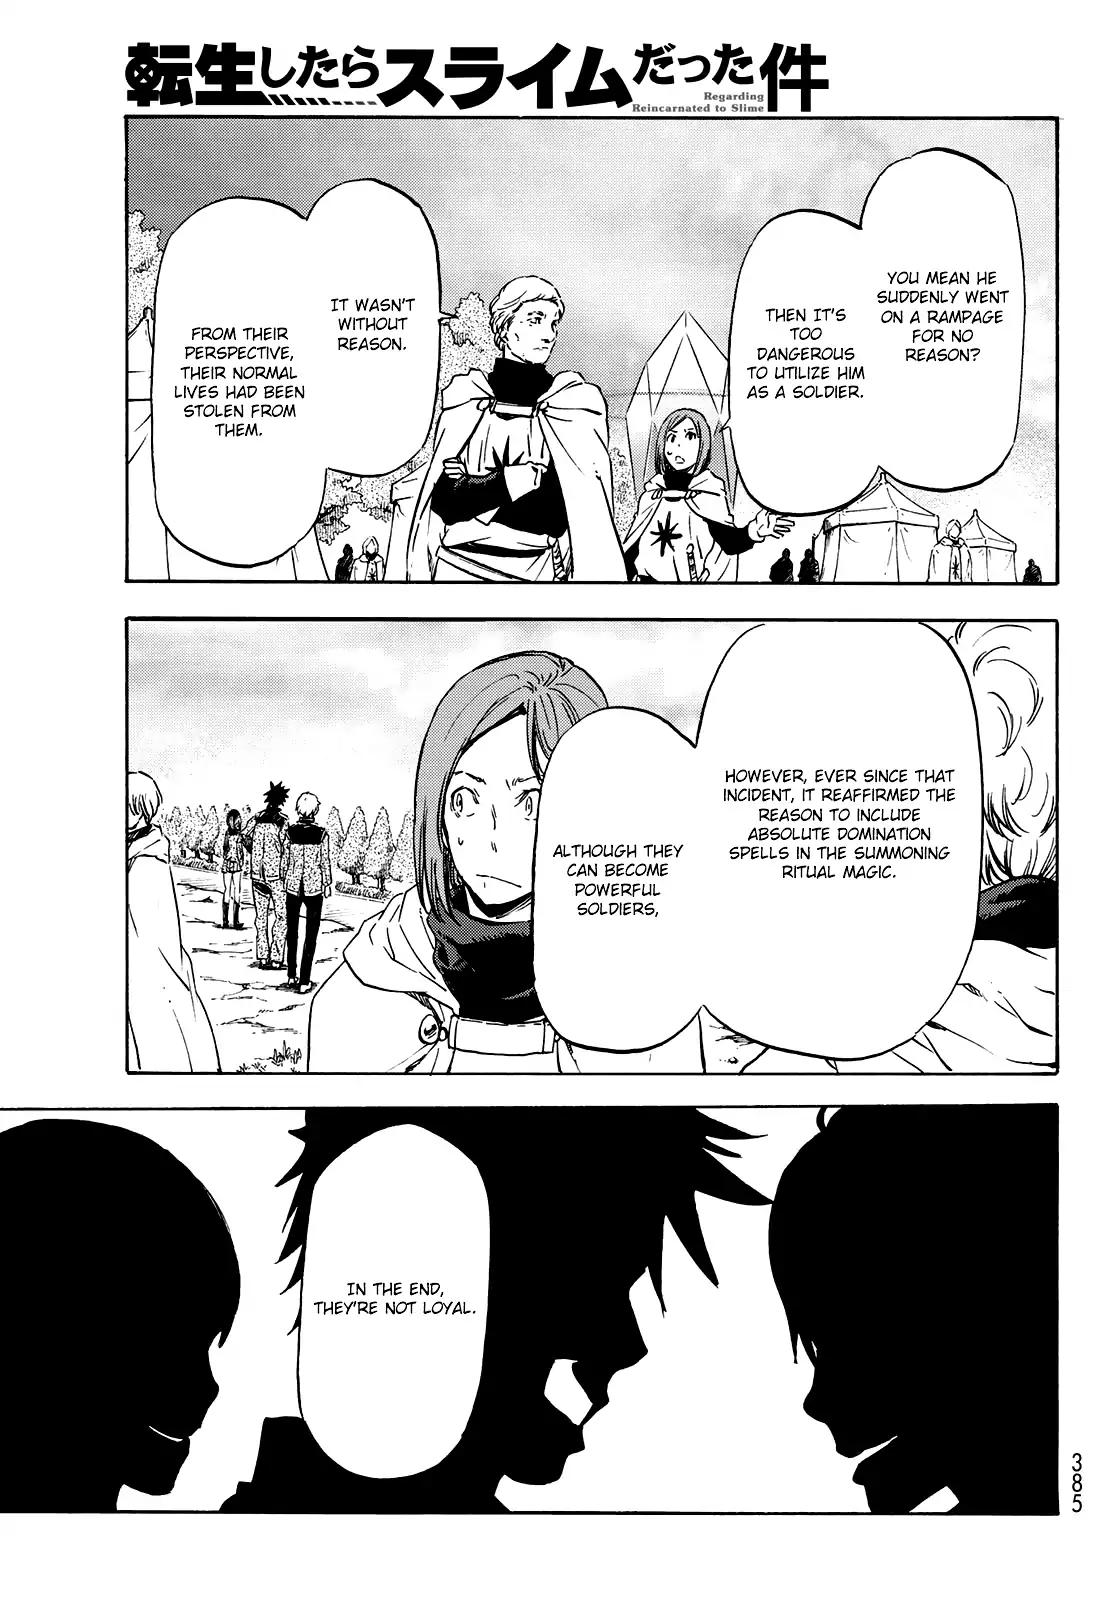 転生したらスライムだった件
Regarding
Reincarnated to Slime
YOU MEAN HE
SUDDENLY WENT
ON A RAMPAGE
FOR NO
REASON?
THEN IT'S
TOO
DANGEROUS
TO UTILIZE HIM
AS A SOLDIER.
IT WASN'T
WITHOUT
REASON.
FROM THEIR
PERSPECTIVE,
THEIR NORMAL
LIVES HAD BEEN
STOLEN FROM
THEM.
HOWEVER, EVER SINCE THAT
INCIDENT, IT REAFFIRMED THE
REASON TO INCLUDE
ABSOLUTE DOMINATION
SPELLS IN THE SUMMONING
RITUAL MAGIC.
ALTHOUGH THEY
CAN BECOME
POWERFUL
SOLDIERS,
IN THE END,
THEY'RE NOT LOYAL.
385